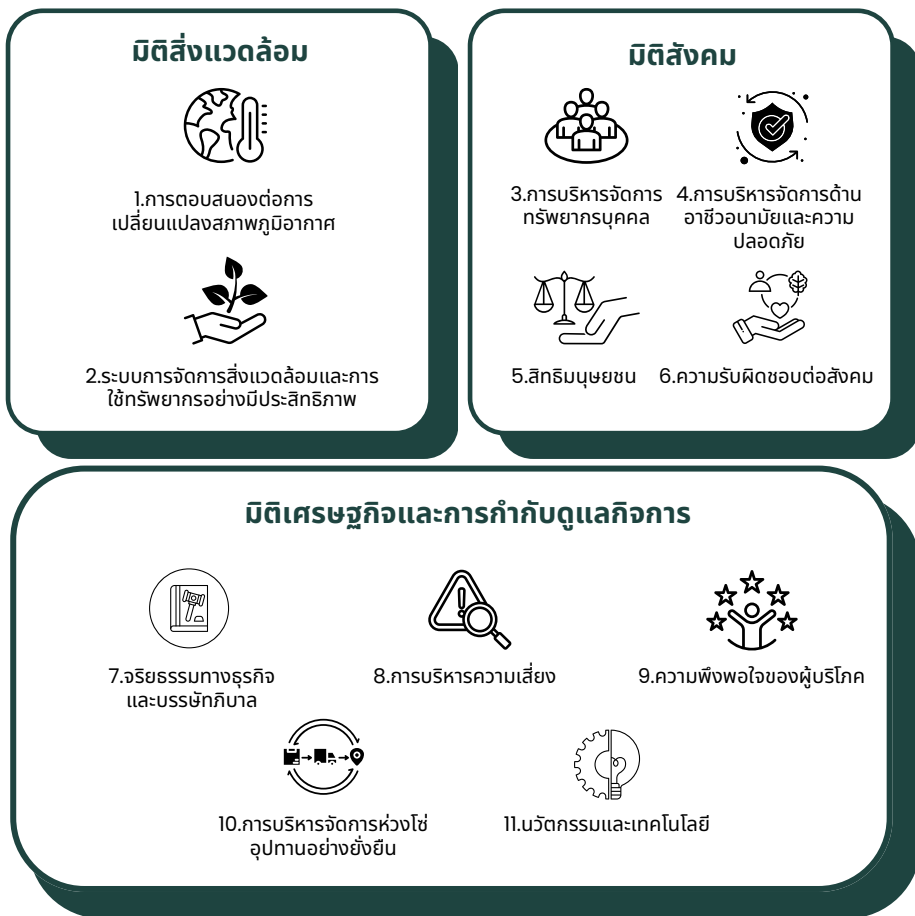 มิติสิ่งแวดล้อม
1.การตอบสนองต่อการ
เปลี่ยนแปลงสภาพภูมิอากาศ
2.ระบบการจัดการสิ่งแวดล้อมและการ
ใช้ทรัพยากรอย่างมีประสิทธิภาพ
มิติสังคม
3.การบริหารจัดการ
ทรัพยากรบุคคล
4.การบริหารจัดการด้าน
อาชีวอนามัยและความ
ปลอดภัย
5.สิทธิมนุษยชน
6.ความรับผิดชอบต่อสังคม
มิติเศรษฐกิจและการกำกับดูแลกิจการ
7.จริยธรรมทางธุรกิจ
และบรรษัทภิบาล
8.การบริหารความเสี่ยง
9.ความพึงพอใจของผู้บริโภค
10.การบริหารจัดการห่วงโซ่
อุปทานอย่างยั่งยืน
11.นวัตกรรมและเทคโนโลยี